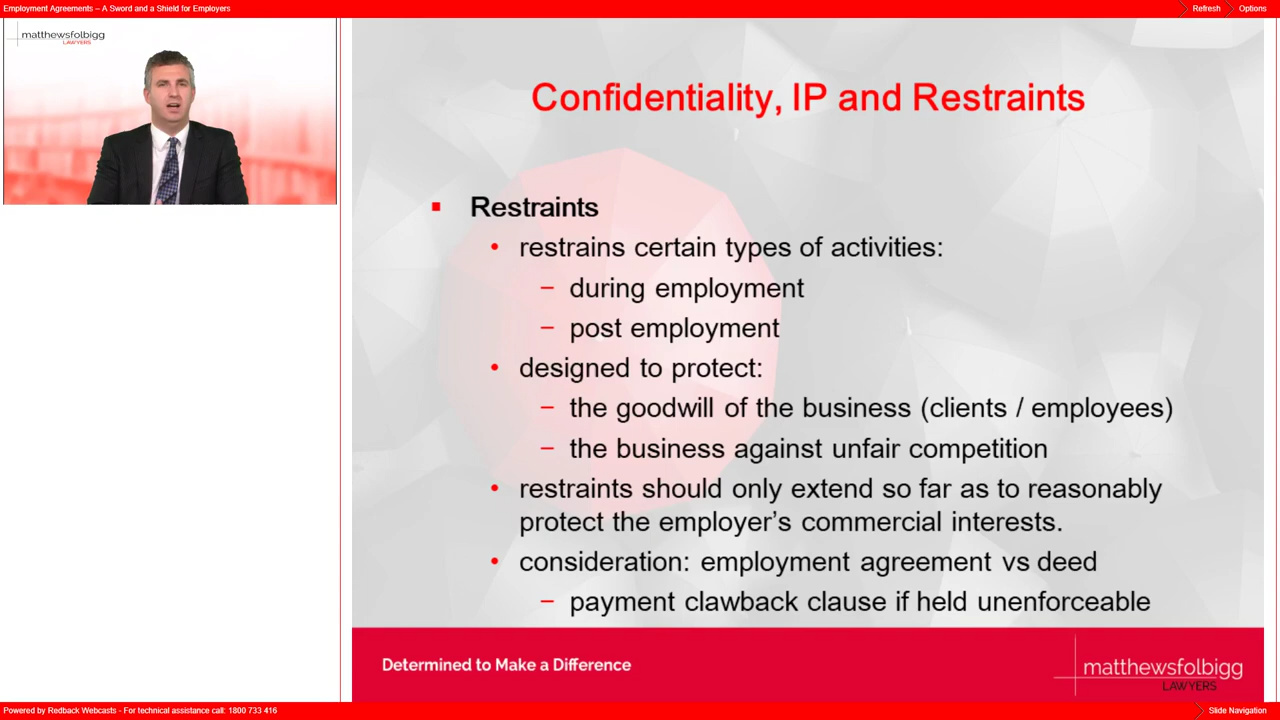 Employment Agreements – A Sword and a Shield for Employers
Refresh
Options
matthewsfolbigg
LAWYERS
Confidentiality, IP and Restraints
Restraints
restrains certain types of activities:
– during employment
– post employment
designed to protect:
– the goodwill of the business (clients / employees)
– the business against unfair competition
restraints should only extend so far as to reasonably
protect the employer’s commercial interests.
consideration: employment agreement vs deed
– payment clawback clause if held unenforceable
Determined to Make a Difference
matthewsfolbigg
LAWYERS
Powered by Redback Webcasts - For technical assistance call: 1800 733 416
Slide Navigation